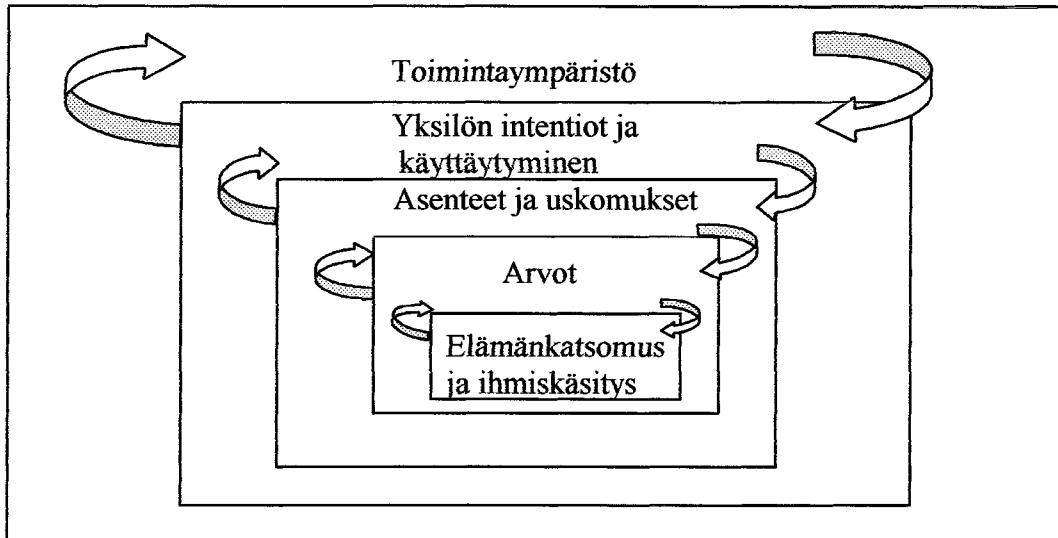 Toimintaympäristö
Yksilön intentiot ja
käyttäytyminen
Asenteet ja uskomukset
Arvot
Elämänkatsomus
ja ihmiskäsitys